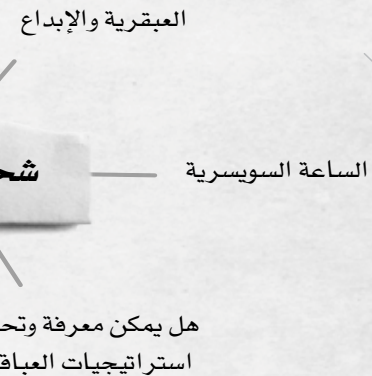 العبقرية والإبداع
الساعة السويسرية
هل يمكن معرفة
استراتيجيات